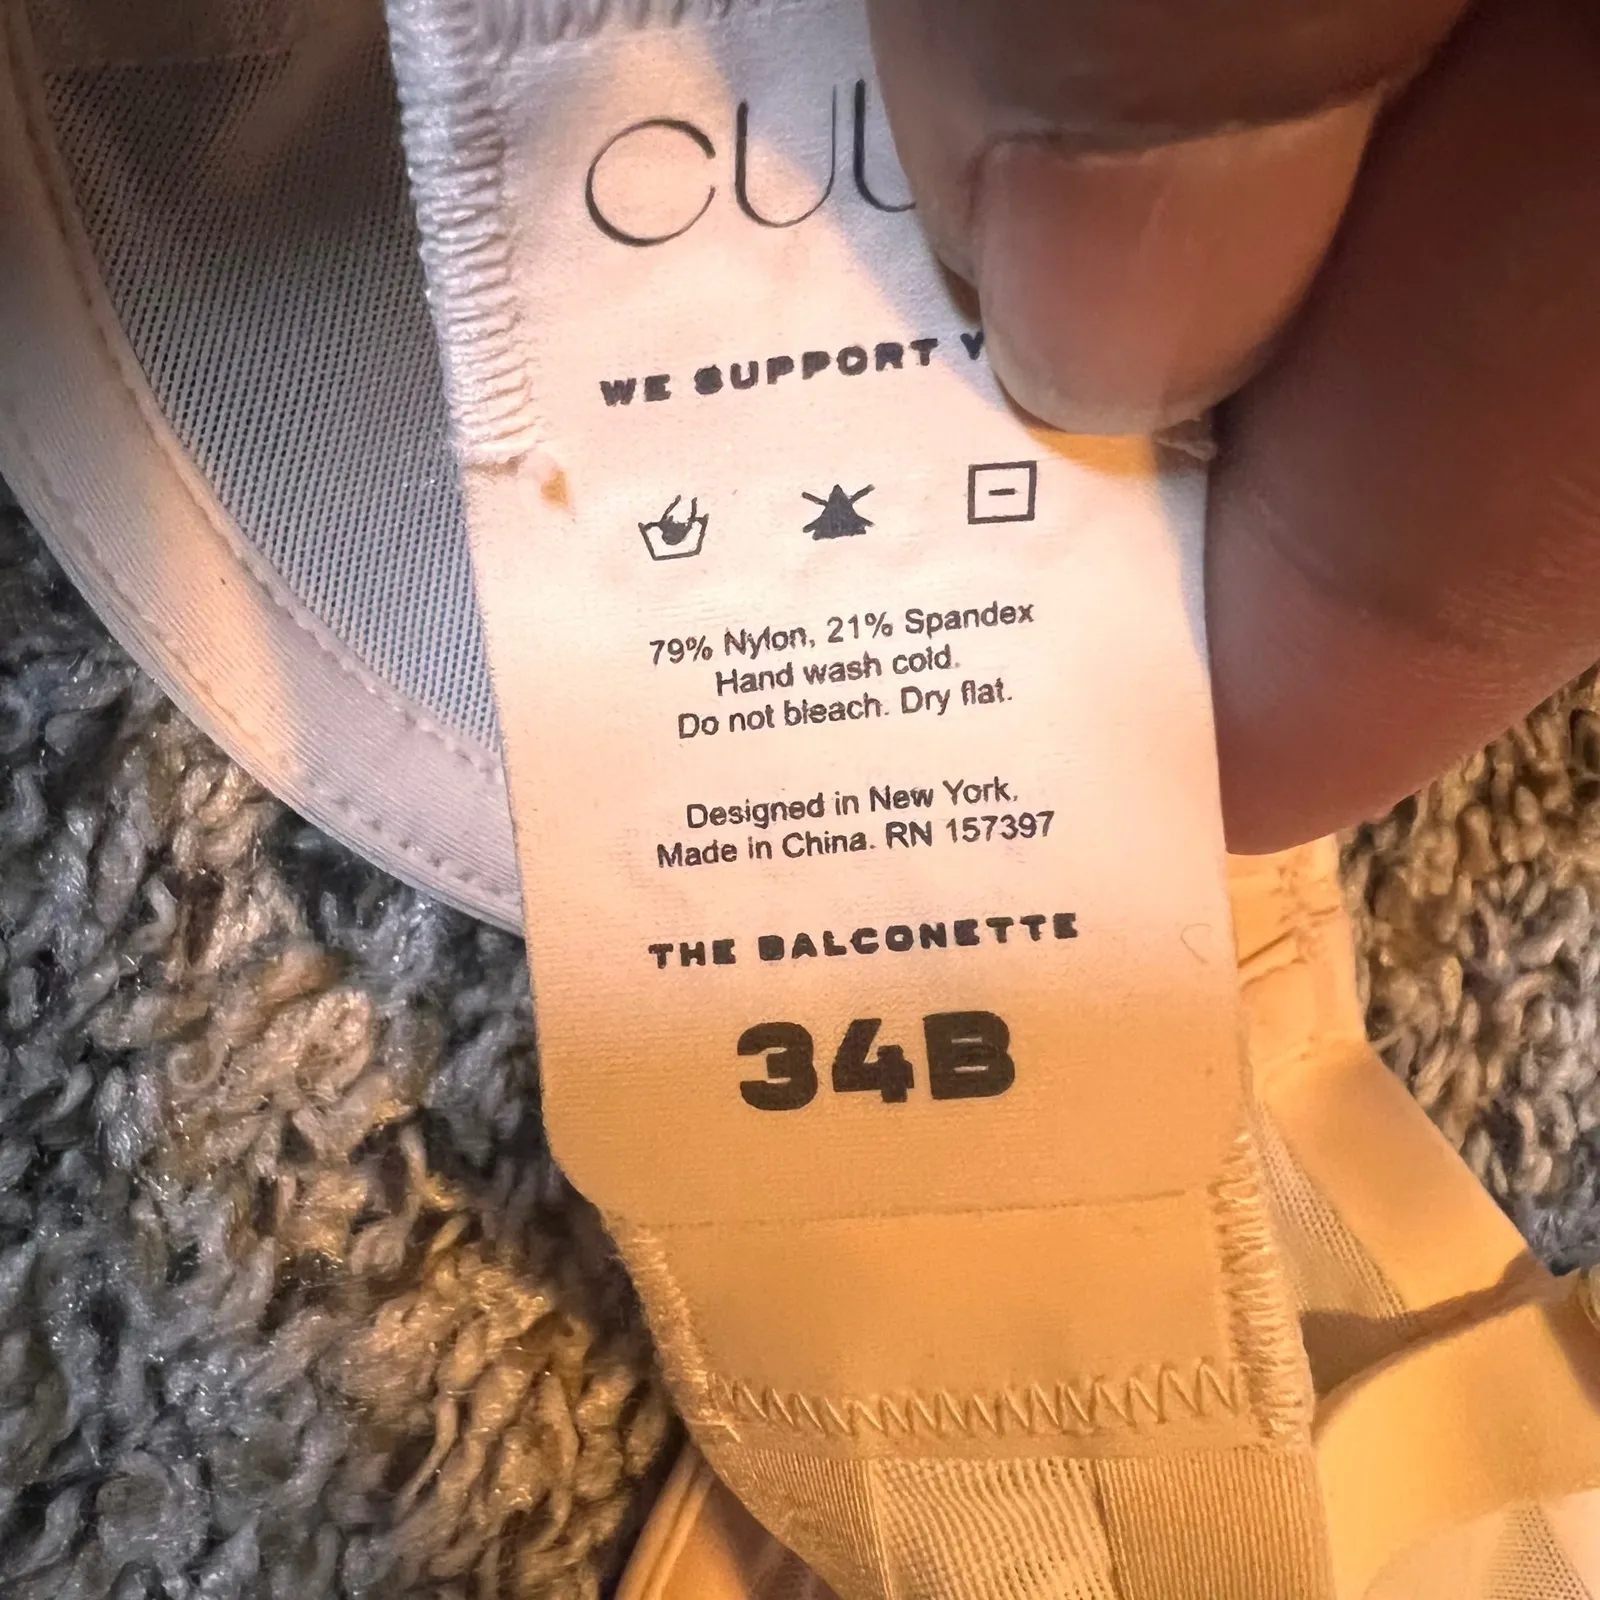 CUU
WE SUPPORT
79% Nylon, 21% Spandex
Hand wash cold.
Do not bleach. Dry flat.
Designed in New York,
Made in China. RN 157397
THE BALCONETTE
34B